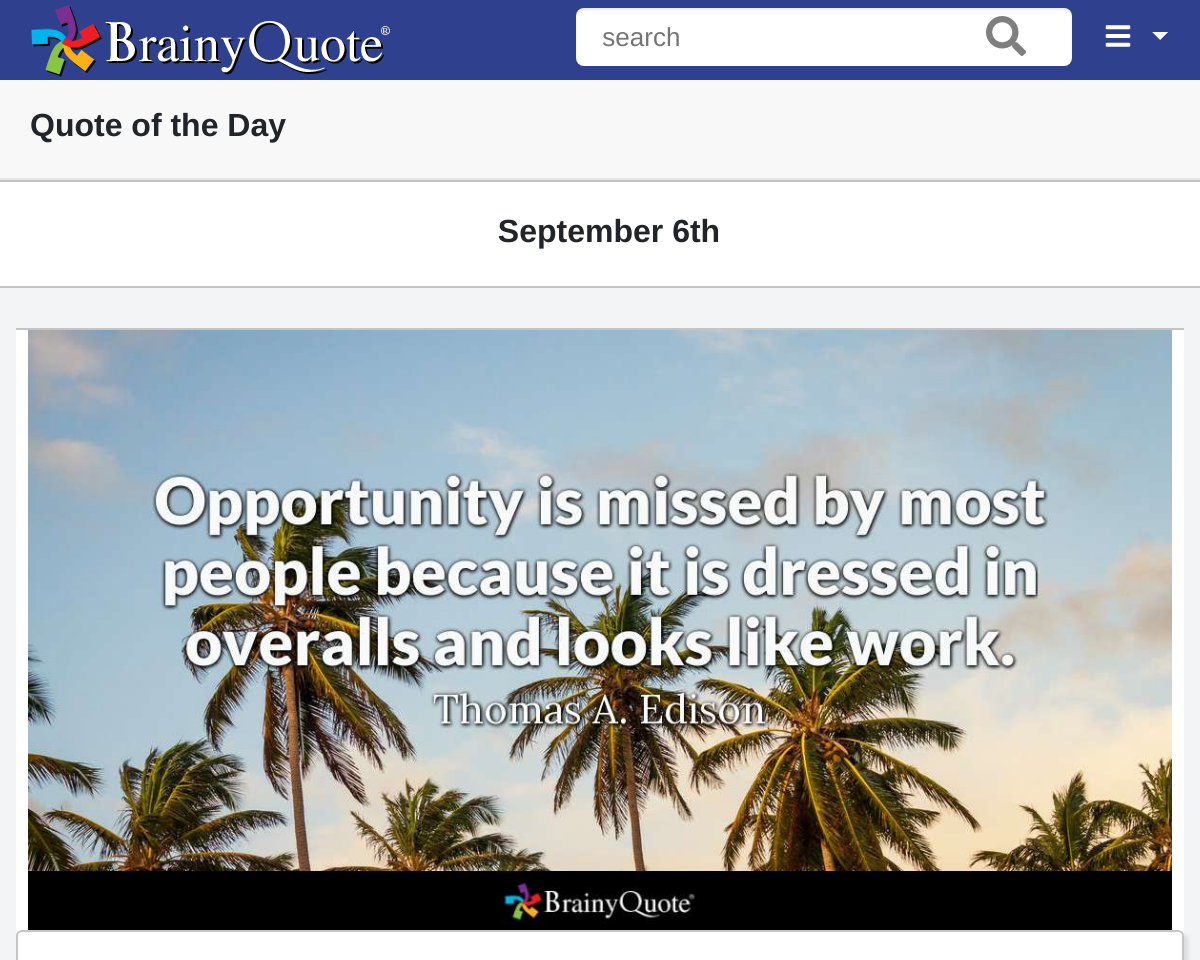 BrainyQuote®
search
Quote of the Day
September 6th
Opportunity is missed by most
people because it is dressed in
overalls and looks like work.
Thomas A. Edison
BrainyQuote®